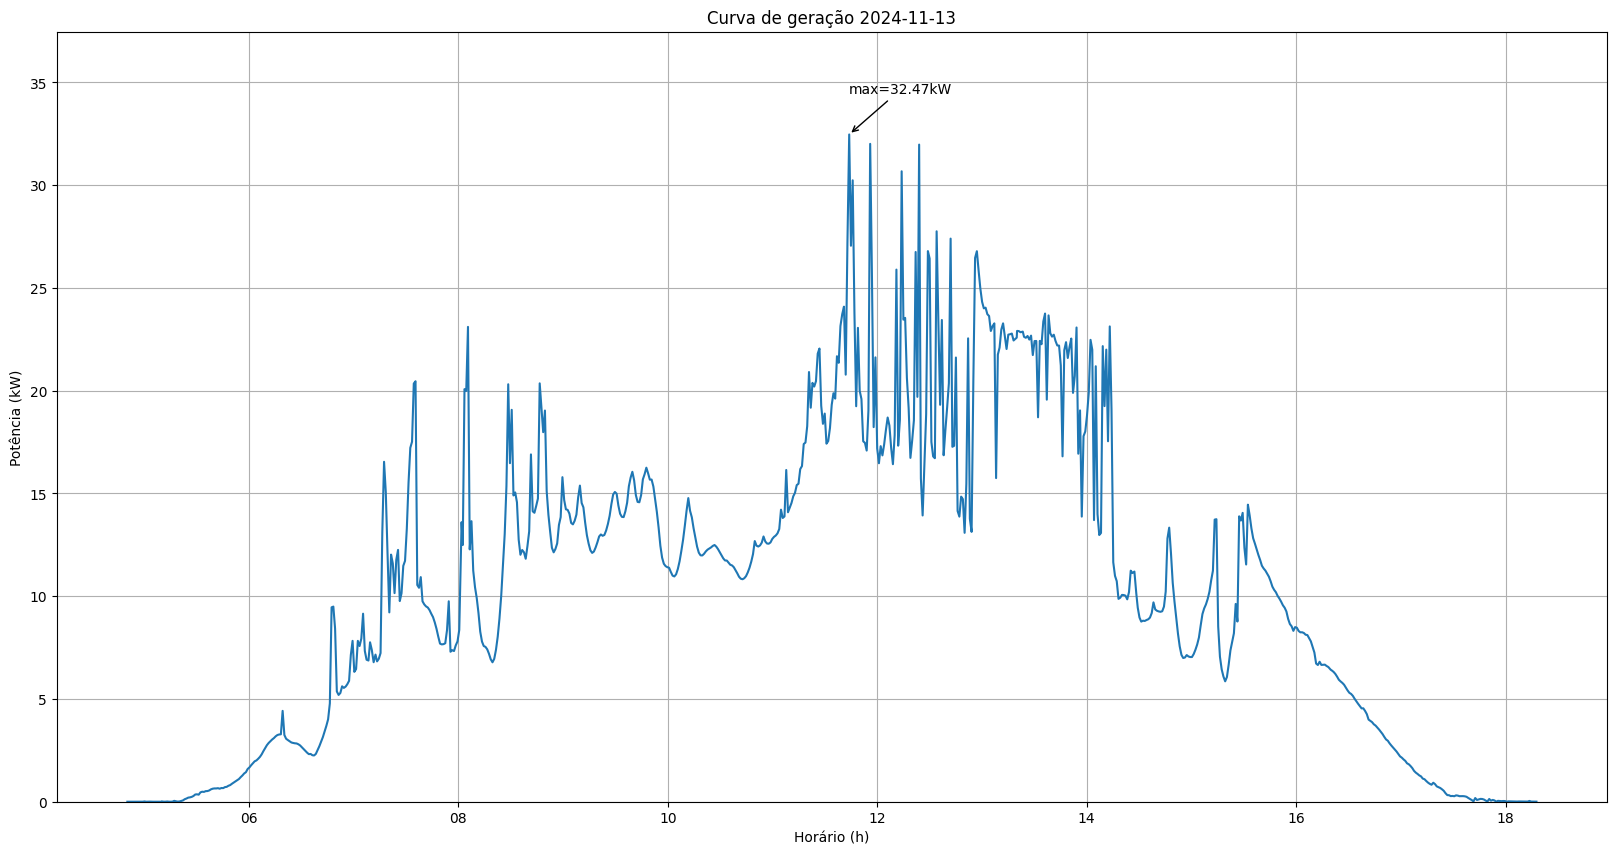 Curva de geração 2024-11-13
max=32.47kW
Potência (kW)
35
30
25
20
15
10
5
0
06 08 10 12 14 16 18
Horário (h)